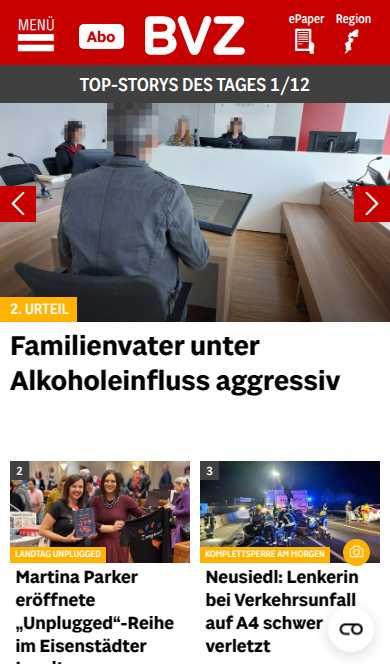 MENÜ
Abo
BVZ
ePaper
Region
TOP-STORYS DES TAGES 1/12
2. URTEIL
Familienvater unter
Alkoholeinfluss aggressiv
2
LANDTAG UNPLUGGED
Martina Parker
eröffnete
„Unplugged“-Reihe
im Eisenstädter
3
KOMPLETTSPERRE AM MORGEN
Neusiedl: Lenkerin
bei Verkehrsunfall
auf A4 schwer
verletzt